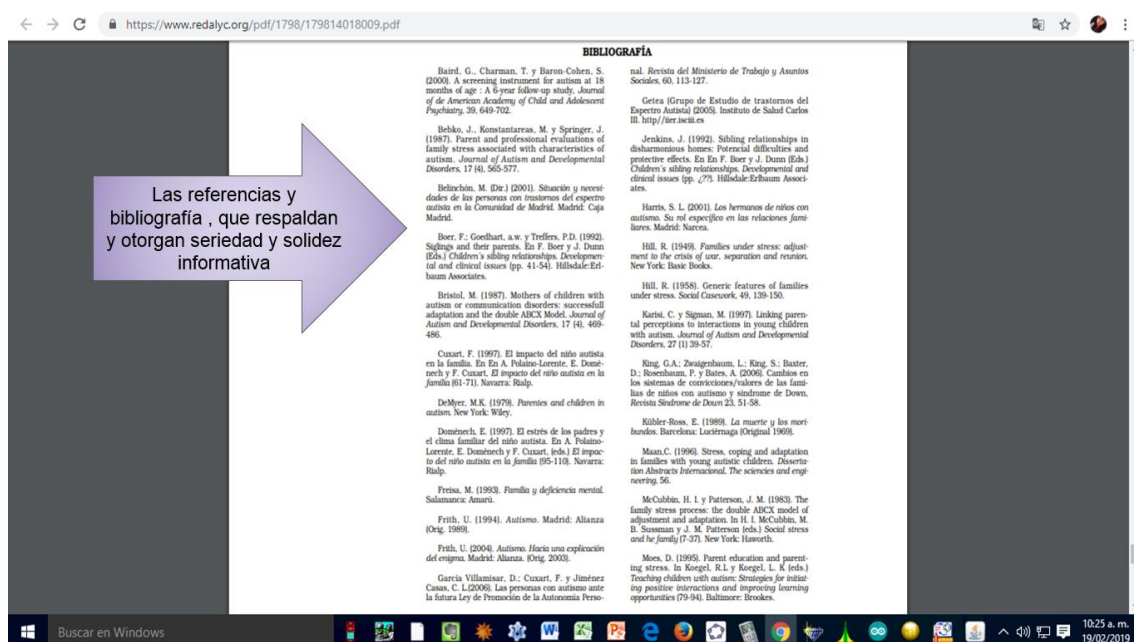 https://www.redalyc.org/pdf/1798/179814018009.pdf
BIBLIOGRAFÍA
Las referencias y
bibliografía , que respaldan
y otorgan seriedad y solidez
informativa
Baird, G., Charman, T. y Baron-Cohen, S.
(2000). A screening instrument for autism at 18
months of age : A 6-year follow-up study, Journal
of de American Academy of Child and Adolescent
Psychiatry, 39, 649-702.
Bebko, J., Konstantareas, M. y Springer, J.
(1987). Parent and professional evaluations of
family stress associated with characteristics of
autism. Journal of Autism and Developmental
Disorders, 17 (4), 565-577.
Belinchón, M. (Dir.) (2001). Situación y necesi-
dades de las personas con trastornos del espectro
autista en la Comunidad de Madrid. Madrid: Caja
Madrid.
Boer, F.; Goedhart, a.w. y Treffers, P.D. (1992).
Siglings and their parents. En F. Boer y J. Dunn
(Eds.) Children's sibling relationships. Developmen-
tal and clinical issues (pp. 41-54). Hillsdale:Erl-
baum Associates.
Bristol, M. (1987). Mothers of children with
autism or communication disorders: successfull
adaptation and the double ABCX Model. Journal of
Autism and Developmental Disorders, 17 (4), 469-
486.
Cuxart, F. (1997). El impacto del niño autista
en la familia. En En A. Polaino-Lorente, E. Domè-
nech y F. Cuxart, El impacto del niño autista en la
familia (61-71). Navarra: Rialp.
DeMyer, M.K. (1979). Parentes and children in
autism. New York: Wiley.
Domènech, E. (1997). El estrés de los padres y
el clima familiar del niño autista. En A. Polaino-
Lorente, E. Domènech y F. Cuxart, (eds.) El impac-
to del niño autista en la familia (95-110). Navarra:
Rialp.
Freisa, M. (1993). Familia y deficiencia mental.
Salamanca: Amarú.
Frith, U. (1994). Autismo. Madrid: Alianza
(Orig. 1989).
Frith, U. (2004). Autismo. Hacia una explicación
del enigma. Madrid: Alianza. (Orig. 2003).
García Villamisar, D.; Cuxart, F. y Jiménez
Casas, C. L.(2006). Las personas con autismo ante
la futura Ley de Promoción de la Autonomia Perso-
nal. Revista del Ministerio de Trabajo y Asuntos
Sociales, 60, 113-127.
Getea (Grupo de Estudio de trastornos del
Espectro Autista) (2005). Instituto de Salud Carlos
III. http//iier.isciii.es
Jenkins, J. (1992). Sibling relationships in
disharmonious homes: Potencial difficulties and
protective effects. En En F. Boer y J. Dunn (Eds.)
Children's sibling relationships. Developmental and
clinical issues (pp. ¿??). Hillsdale:Erlbaum Associ-
ates.
Harris, S. L. (2001). Los hermanos de niños con
autismo. Su rol específico en las relaciones fami-
liares. Madrid: Narcea.
Hill, R. (1949). Families under stress: adjust-
ment to the crisis of war, separation and reunion.
New York: Basic Books.
Hill, R. (1958). Generic features of families
under stress. Social Casework, 49, 139-150.
Karisi, C. y Sigman, M. (1997). Linking paren-
tal perceptions to interactions in young children
with autism. Journal of Autism and Developmental
Disorders, 27 (1) 39-57.
King, G.A.; Zwaigenbaum, L.; King, S.; Baxter,
D.; Rosenbaum, P. y Bates, A. (2006). Cambios en
los sistemas de convicciones/valores de las fami-
lias de niños con autismo y sindrome de Down,
Revista Síndrome de Down 23, 51-58.
Kübler-Ross, E. (1989). La muerte y los mori-
bundos. Barcelona: Luciérnaga (Original 1969).
Maan,C. (1996). Stress, coping and adaptation
in families with young autistic children. Disserta-
tion Abstracts Internacional. The sciencies and engi-
neering, 56.
McCubbin, H. I. y Patterson, J. M. (1983). The
family stress process: the double ABCX model of
adjustment and adaptation. In H. I. McCubbin, M.
B. Sussman y J. M. Patterson (eds.) Social stress
and he family (7-37). New York: Haworth.
Moes, D. (1995). Parent education and parent-
ing stress. In Koegel, R.L y Koegel, L. K (eds.)
Teaching children with autism: Strategies for initiat-
ing positive interactions and improving learning
opportunities (79-94). Baltimore: Brookes.
Buscar en Windows
10:25 a. m.
19/02/2019